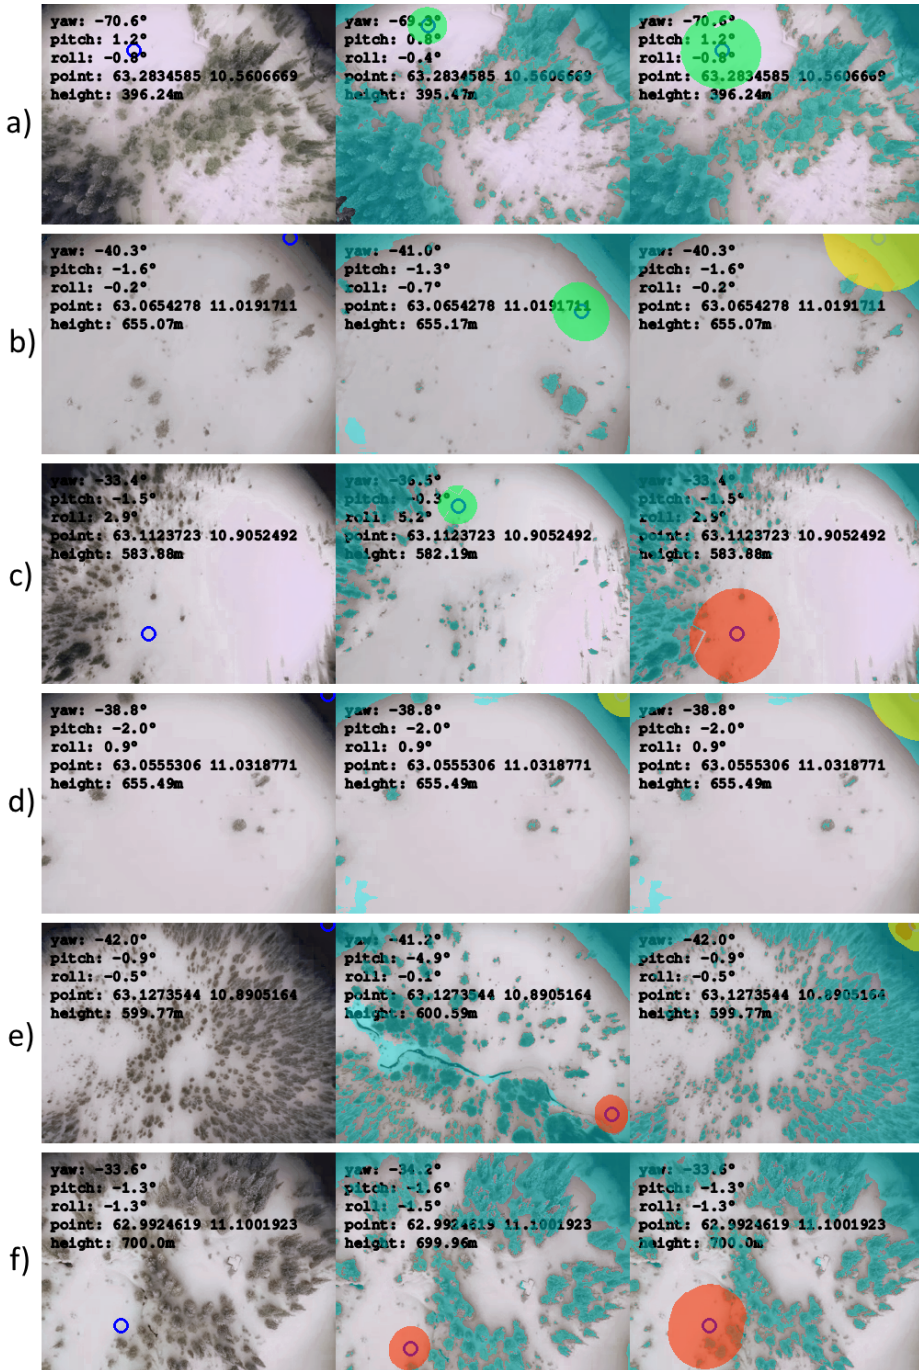 a)
yaw: -70.6°
pitch: 1.2°
roll: -0.8°
point: 63.2834585 10.5606669
height: 396.24m
yaw: -69.3°
pitch: 0.8°
roll: -0.4°
point: 63.2834585 10.5606669
height: 395.47m
yaw: -70.6°
pitch: 1.2°
roll: -0.8°
point: 63.2834585 10.5606669
height: 396.24m
b)
yaw: -40.3°
pitch: -1.6°
roll: -0.2°
point: 63.0654278 11.0191711
height: 655.07m
yaw: -41.0°
pitch: -1.3°
roll: -0.7°
point: 63.0654278 11.0191711
height: 655.17m
yaw: -40.3°
pitch: -1.6°
roll: -0.2°
point: 63.0654278 11.0191711
height: 655.07m
c)
yaw: -33.4°
pitch: -1.5°
roll: 2.9°
point: 63.1123723 10.9052492
height: 583.88m
yaw: -36.5°
pitch: -0.3°
roll: 5.2°
point: 63.1123723 10.9052492
height: 582.19m
yaw: -33.4°
pitch: -1.5°
roll: 2.9°
point: 63.1123723 10.9052492
height: 583.88m
d)
yaw: -38.8°
pitch: -2.0°
roll: 0.9°
point: 63.0555306 11.0318771
height: 655.49m
yaw: -38.8°
pitch: -2.0°
roll: 0.9°
point: 63.0555306 11.0318771
height: 655.49m
yaw: -38.8°
pitch: -2.0°
roll: 0.9°
point: 63.0555306 11.0318771
height: 655.49m
e)
yaw: -42.0°
pitch: -0.9°
roll: -0.5°
point: 63.1273544 10.8905164
height: 599.77m
yaw: -41.2°
pitch: -4.9°
roll: -0.1°
point: 63.1273544 10.8905164
height: 600.59m
yaw: -42.0°
pitch: -0.9°
roll: -0.5°
point: 63.1273544 10.8905164
height: 599.77m
f)
yaw: -33.6°
pitch: -1.3°
roll: -1.3°
point: 62.9924619 11.1001923
height: 700.0m
yaw: -34.2°
pitch: -1.6°
roll: -1.5°
point: 62.9924619 11.1001923
height: 699.96m
yaw: -33.6°
pitch: -1.3°
roll: -1.3°
point: 62.9924619 11.1001923
height: 700.0m